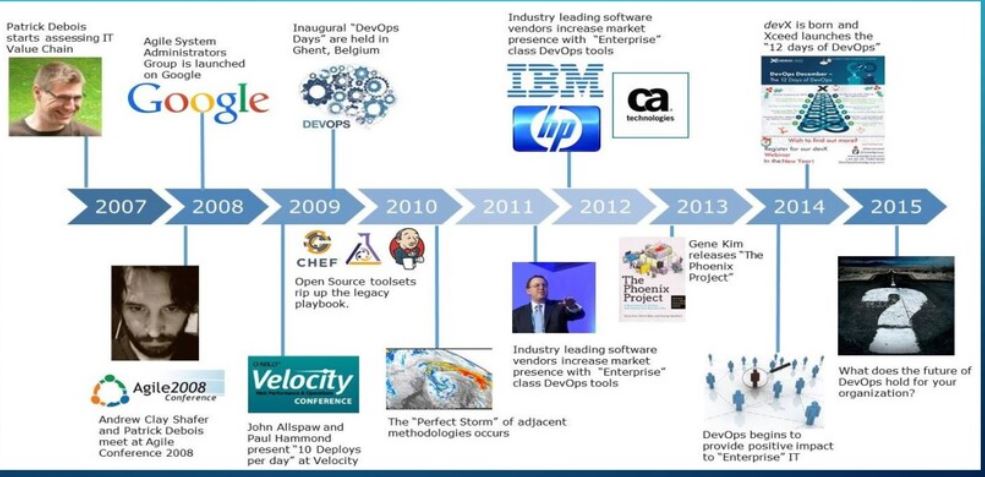 Patrick Debois
starts assessing IT
Value Chain
Agile System
Administrators
Group is launched
on Google
Google
Inaugural "DevOps
Days" are held in
Ghent, Belgium
DEVOPS
Industry leading software
vendors increase market
presence with "Enterprise"
class DevOps tools
IBM
hp
ca
technologies
devX is born and
Xceed launches the
"12 days of DevOps"
DevOps December –
The 12 Days of DevOps
Wish to find out more?
Register for our devX
Webinar
in the New Year!
2007
2008
2009
2010
2011
2012
2013
2014
2015
Agile2008
Conference
Andrew Clay Shafer
and Patrick Debois
meet at Agile
Conference 2008
CHEF
Open Source toolsets
rip up the legacy
playbook.
O'REILLY
Velocity
CONFERENCE
John Allspaw and
Paul Hammond
present "10 Deploys
per day" at Velocity
The "Perfect Storm" of adjacent
methodologies occurs
Industry leading software
vendors increase market
presence with "Enterprise"
class DevOps tools
The
Phoenix
Project
Gene Kim
releases "The
Phoenix
Project"
DevOps begins to
provide positive impact
to "Enterprise" IT
?
What does the future of
DevOps hold for your
organization?